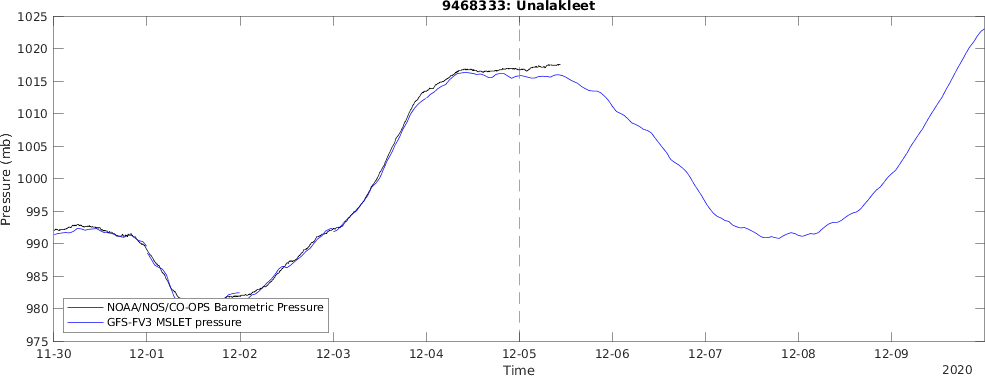 9468333: Unalakleet
1025
1020
1015
1010
1005
1000
995
990
985
980
975
Pressure (mb)
NOAA/NOS/CO-OPS Barometric Pressure
GFS-FV3 MSLET pressure
11-30 12-01 12-02 12-03 12-04 12-05 12-06 12-07 12-08 12-09
Time
2020